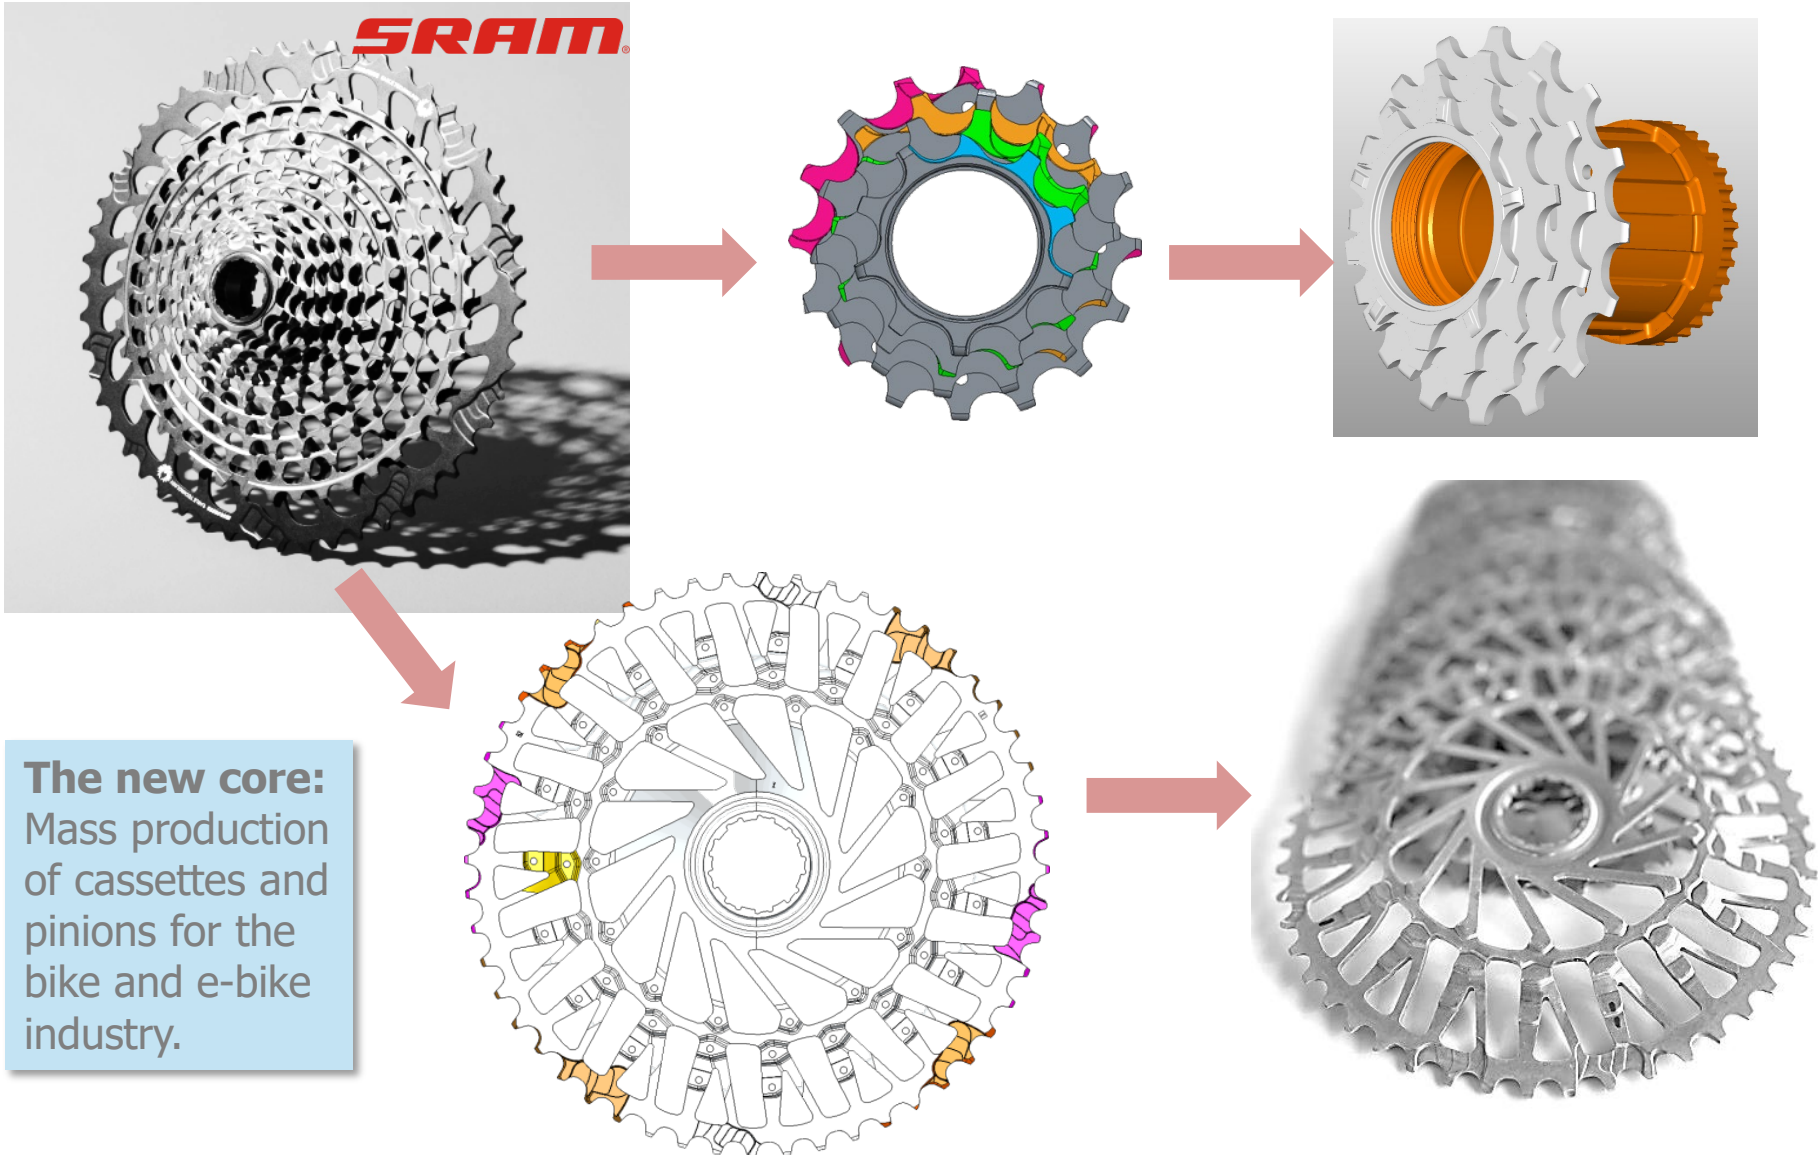 SRAM
The new core:
Mass production
of cassettes and
pinions for the
bike and e-bike
industry.